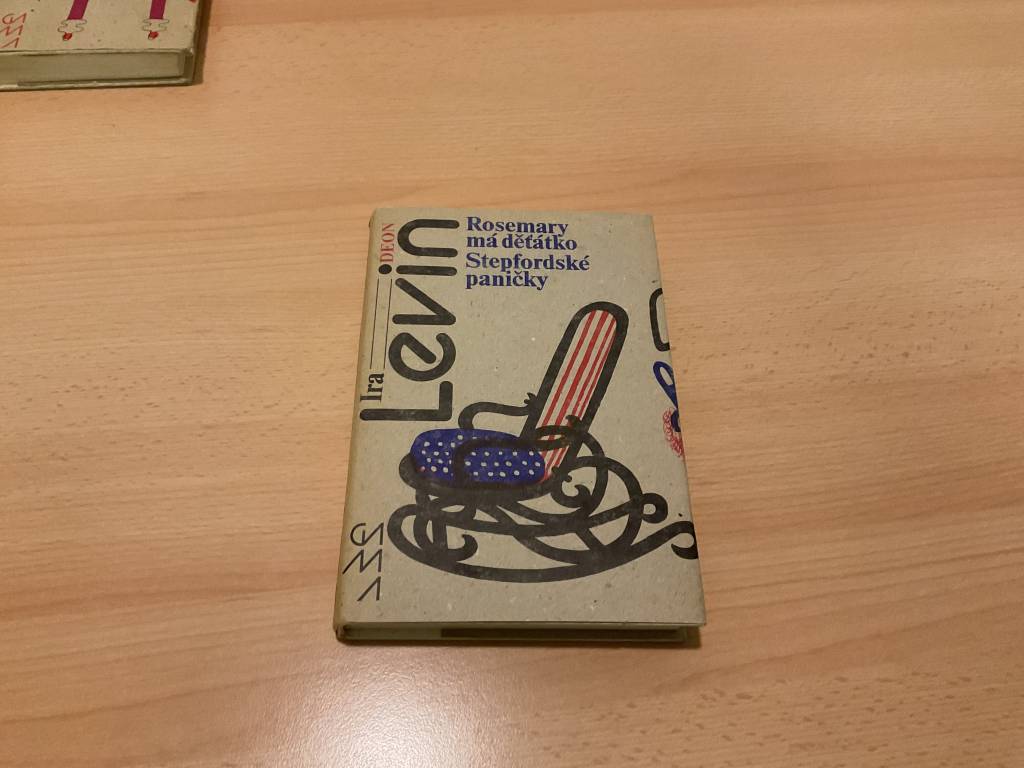 Ira
Levin
ODEON
Rosemary
má děťátko
Stepfordské
paničky